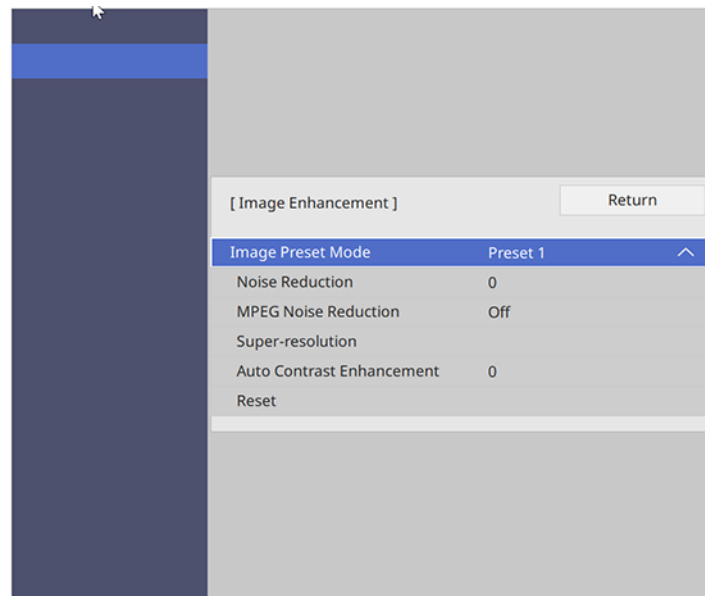 [ Image Enhancement ] Return
Image Preset Mode Preset 1
Noise Reduction 0
MPEG Noise Reduction Off
Super-resolution
Auto Contrast Enhancement 0
Reset